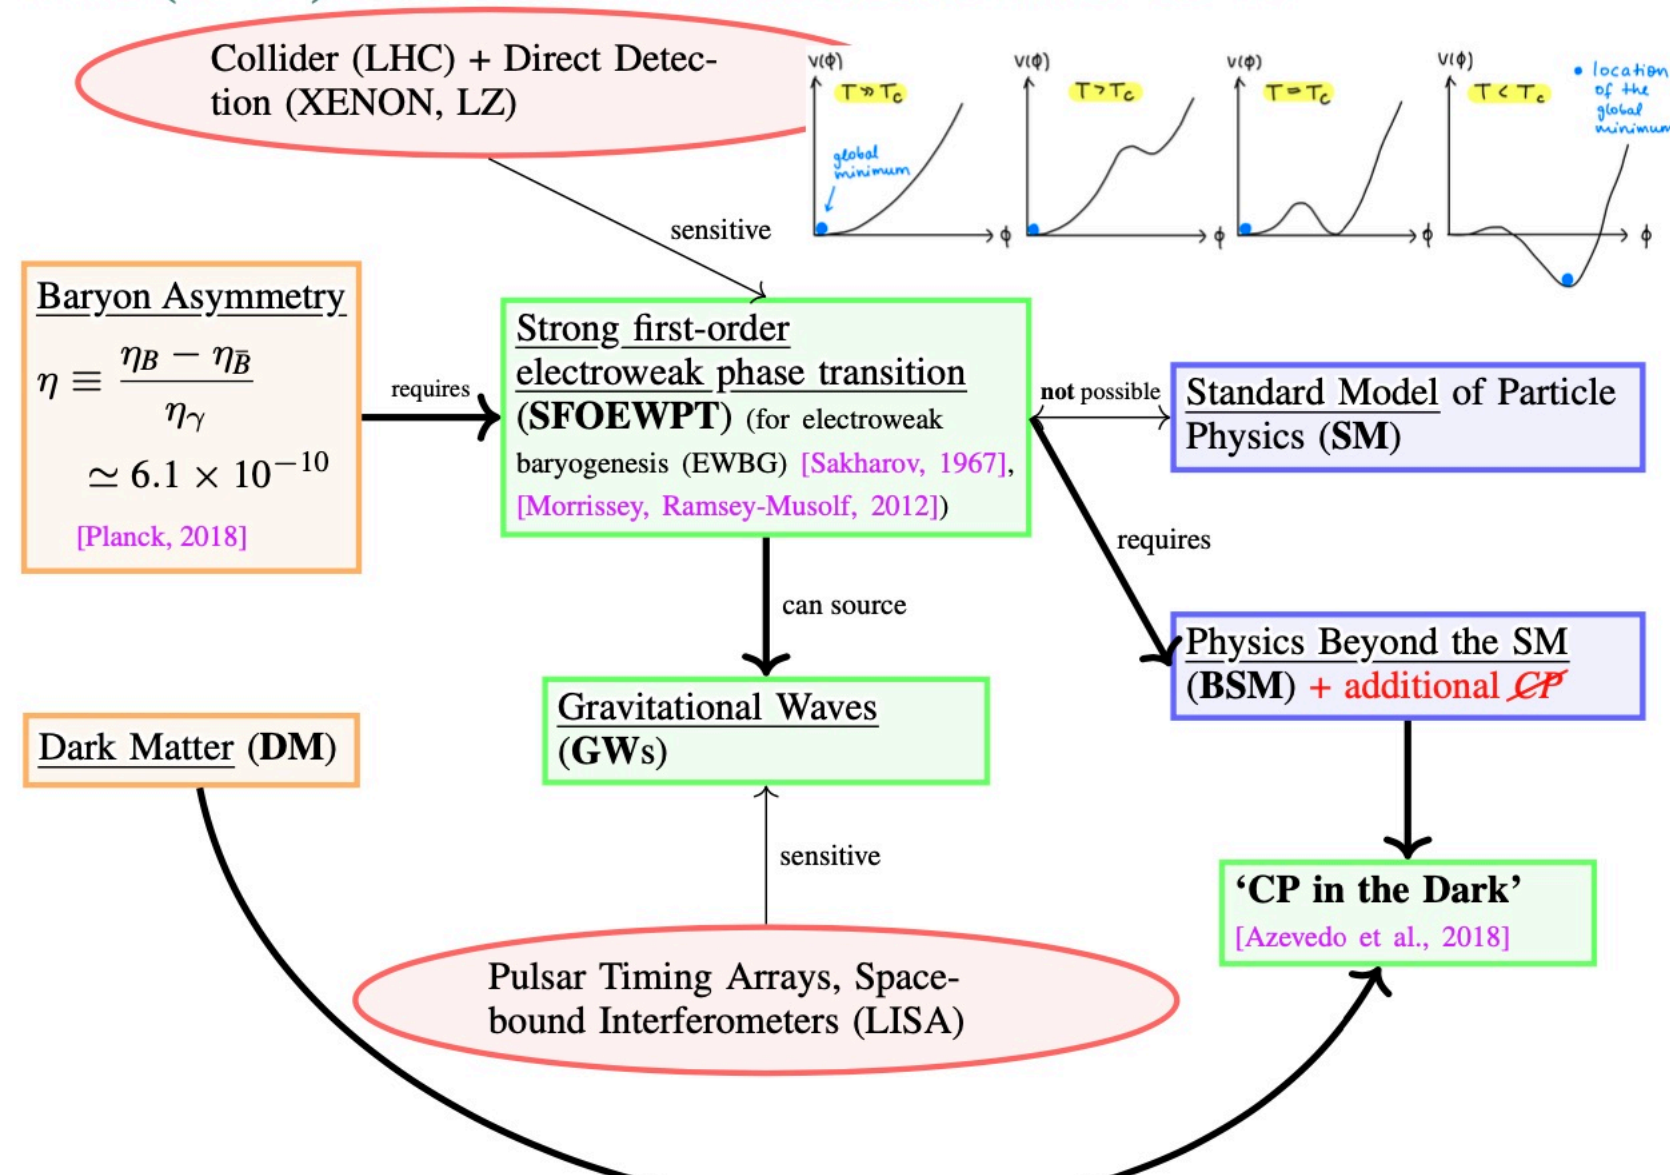 Collider (LHC) + Direct Detec-
tion (XENON, LZ)
V(ϕ)
T >> Tc
global
minimum
ϕ
V(ϕ)
T > Tc
ϕ
V(ϕ)
T = Tc
ϕ
V(ϕ)
T < Tc
ϕ
• location
of the
global
minimum
sensitive
Baryon Asymmetry
η ≡ (η_B − η_B̄) / η_γ
≃ 6.1 × 10⁻¹⁰
[Planck, 2018]
requires
Strong first-order
electroweak phase transition
(SFOEWPT) (for electroweak
baryogenesis (EWBG) [Sakharov, 1967],
[Morrissey, Ramsey-Musolf, 2012])
not possible
Standard Model of Particle
Physics (SM)
requires
can source
Physics Beyond the SM
(BSM) + additional CP
Gravitational Waves
(GWs)
Dark Matter (DM)
sensitive
‘CP in the Dark’
[Azevedo et al., 2018]
Pulsar Timing Arrays, Space-
bound Interferometers (LISA)